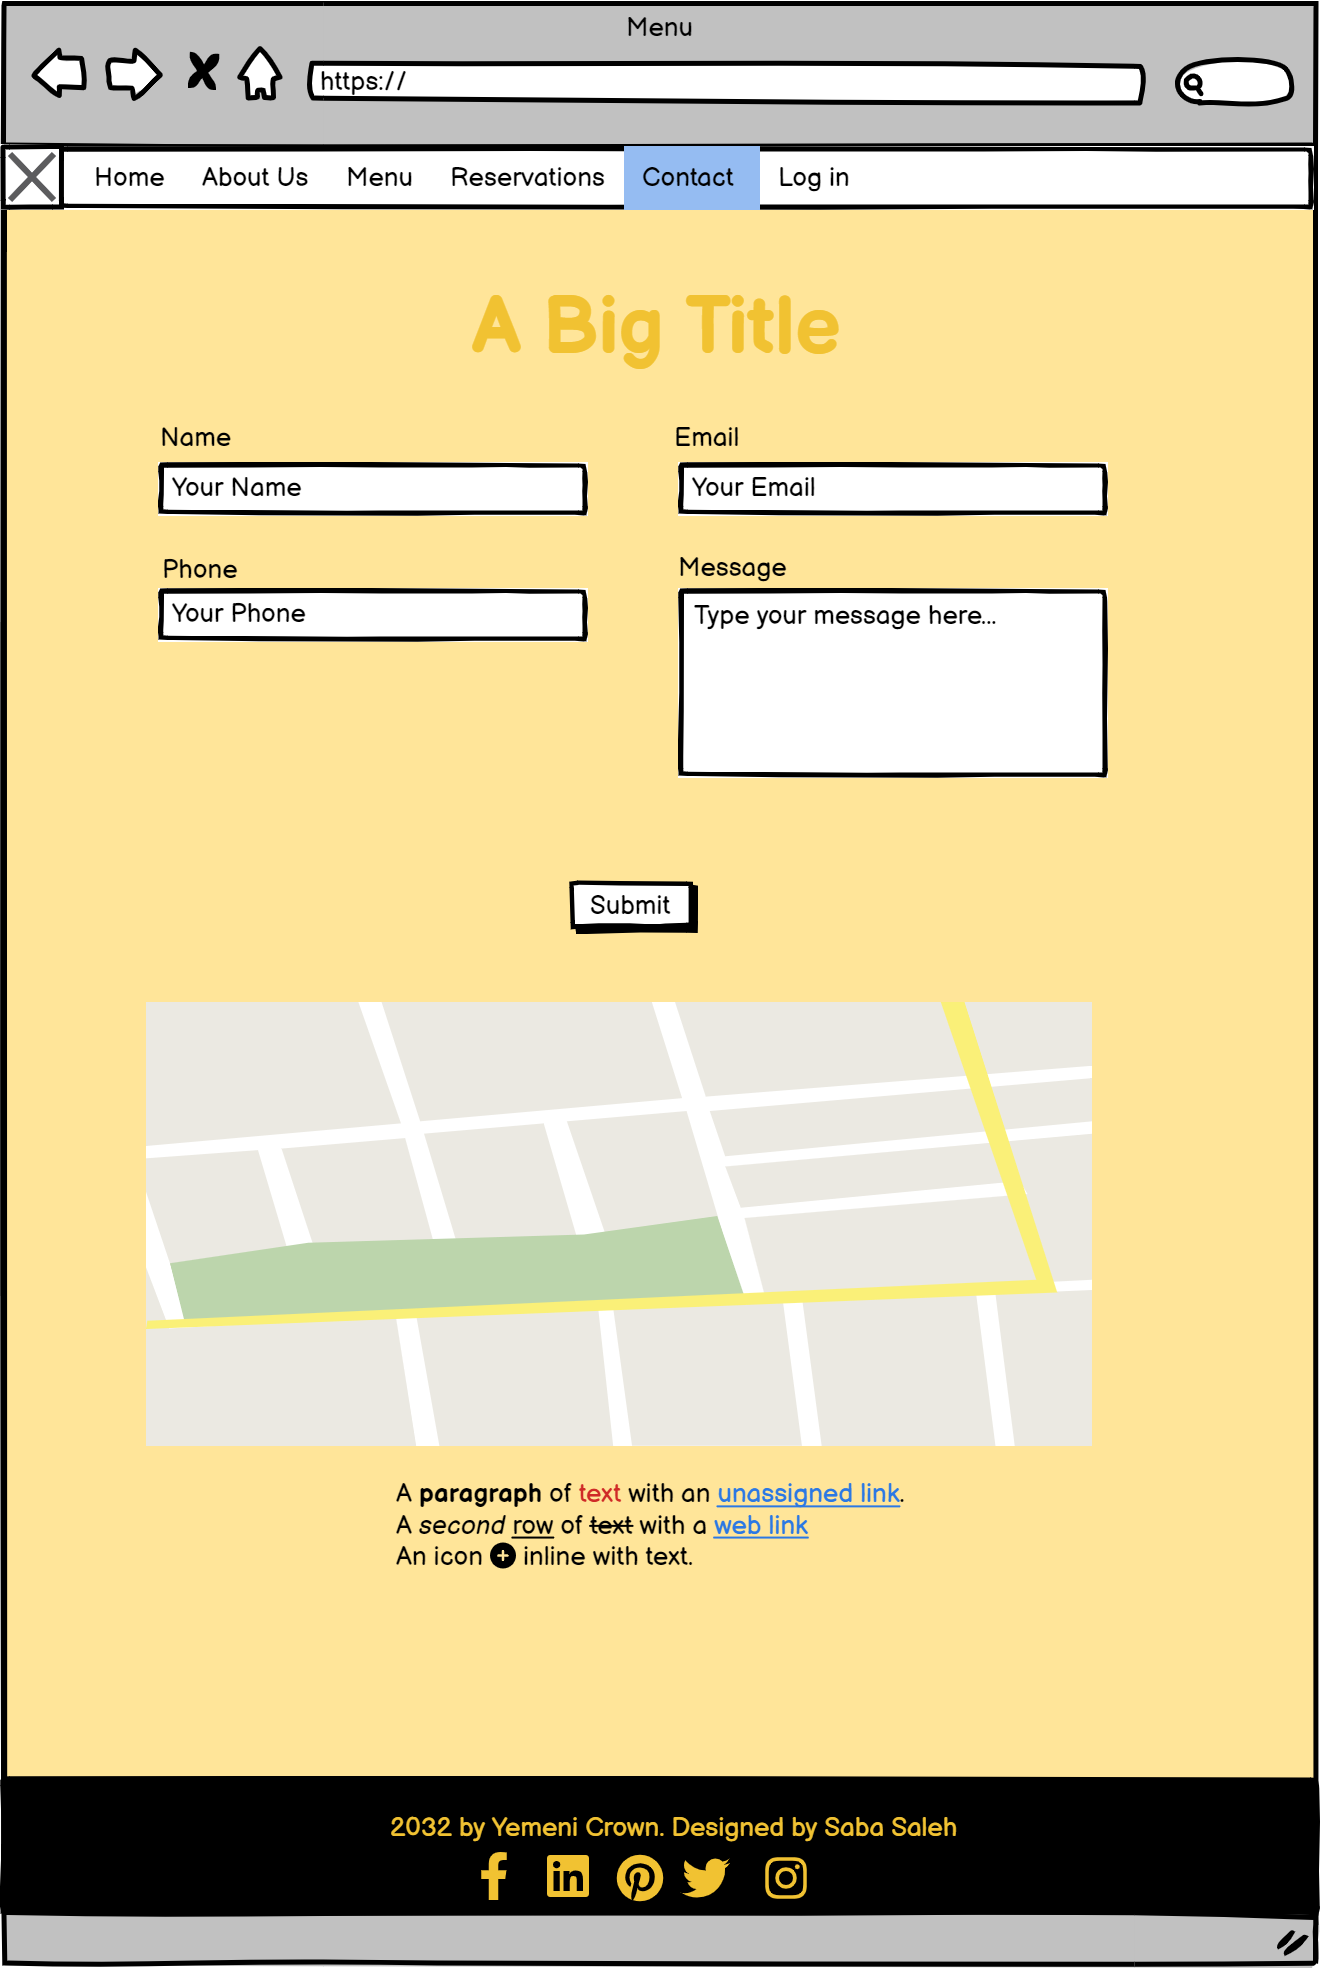 Menu
https://
Home About Us Menu Reservations Contact Log in
A Big Title
Name
Your Name
Email
Your Email
Phone
Your Phone
Message
Type your message here...
Submit
A paragraph of text with an unassigned link.
A second row of text with a web link
An icon inline with text.
2032 by Yemeni Crown. Designed by Saba Saleh